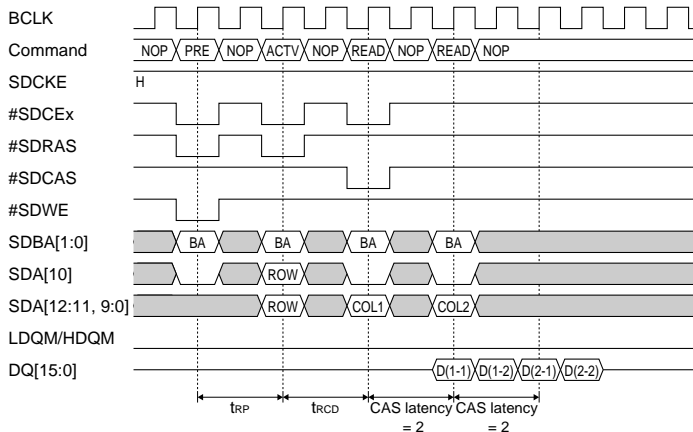 BCLK
Command NOP PRE NOP ACTV NOP READ NOP READ NOP
SDCKE H
#SDCEx
#SDRAS
#SDCAS
#SDWE
SDBA[1:0] BA BA BA BA
SDA[10] ROW
SDA[12:11, 9:0] ROW COL1 COL2
LDQM/HDQM
DQ[15:0] D(1-1) D(1-2) D(2-1) D(2-2)
tRP tRCD CAS latency CAS latency
= 2 = 2